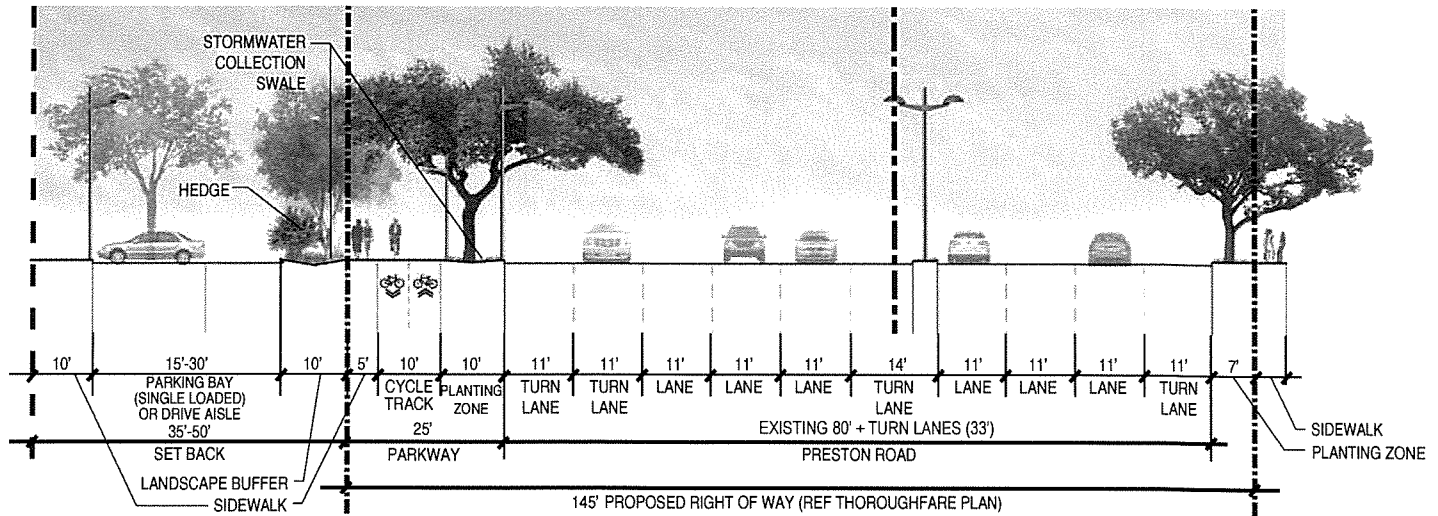 STORMWATER
COLLECTION
SWALE
HEDGE
10'
15'-30'
10'
5'
10'
10'
11'
11'
11'
11'
11'
14'
11'
11'
11'
11'
7'
PARKING BAY
(SINGLE LOADED)
OR DRIVE AISLE
CYCLE
TRACK
PLANTING
ZONE
TURN
LANE
TURN
LANE
LANE
LANE
LANE
TURN
LANE
LANE
LANE
LANE
TURN
LANE
35'-50'
SET BACK
25'
PARKWAY
EXISTING 80' + TURN LANES (33')
PRESTON ROAD
SIDEWALK
PLANTING ZONE
LANDSCAPE BUFFER
SIDEWALK
145' PROPOSED RIGHT OF WAY (REF THOROUGHFARE PLAN)